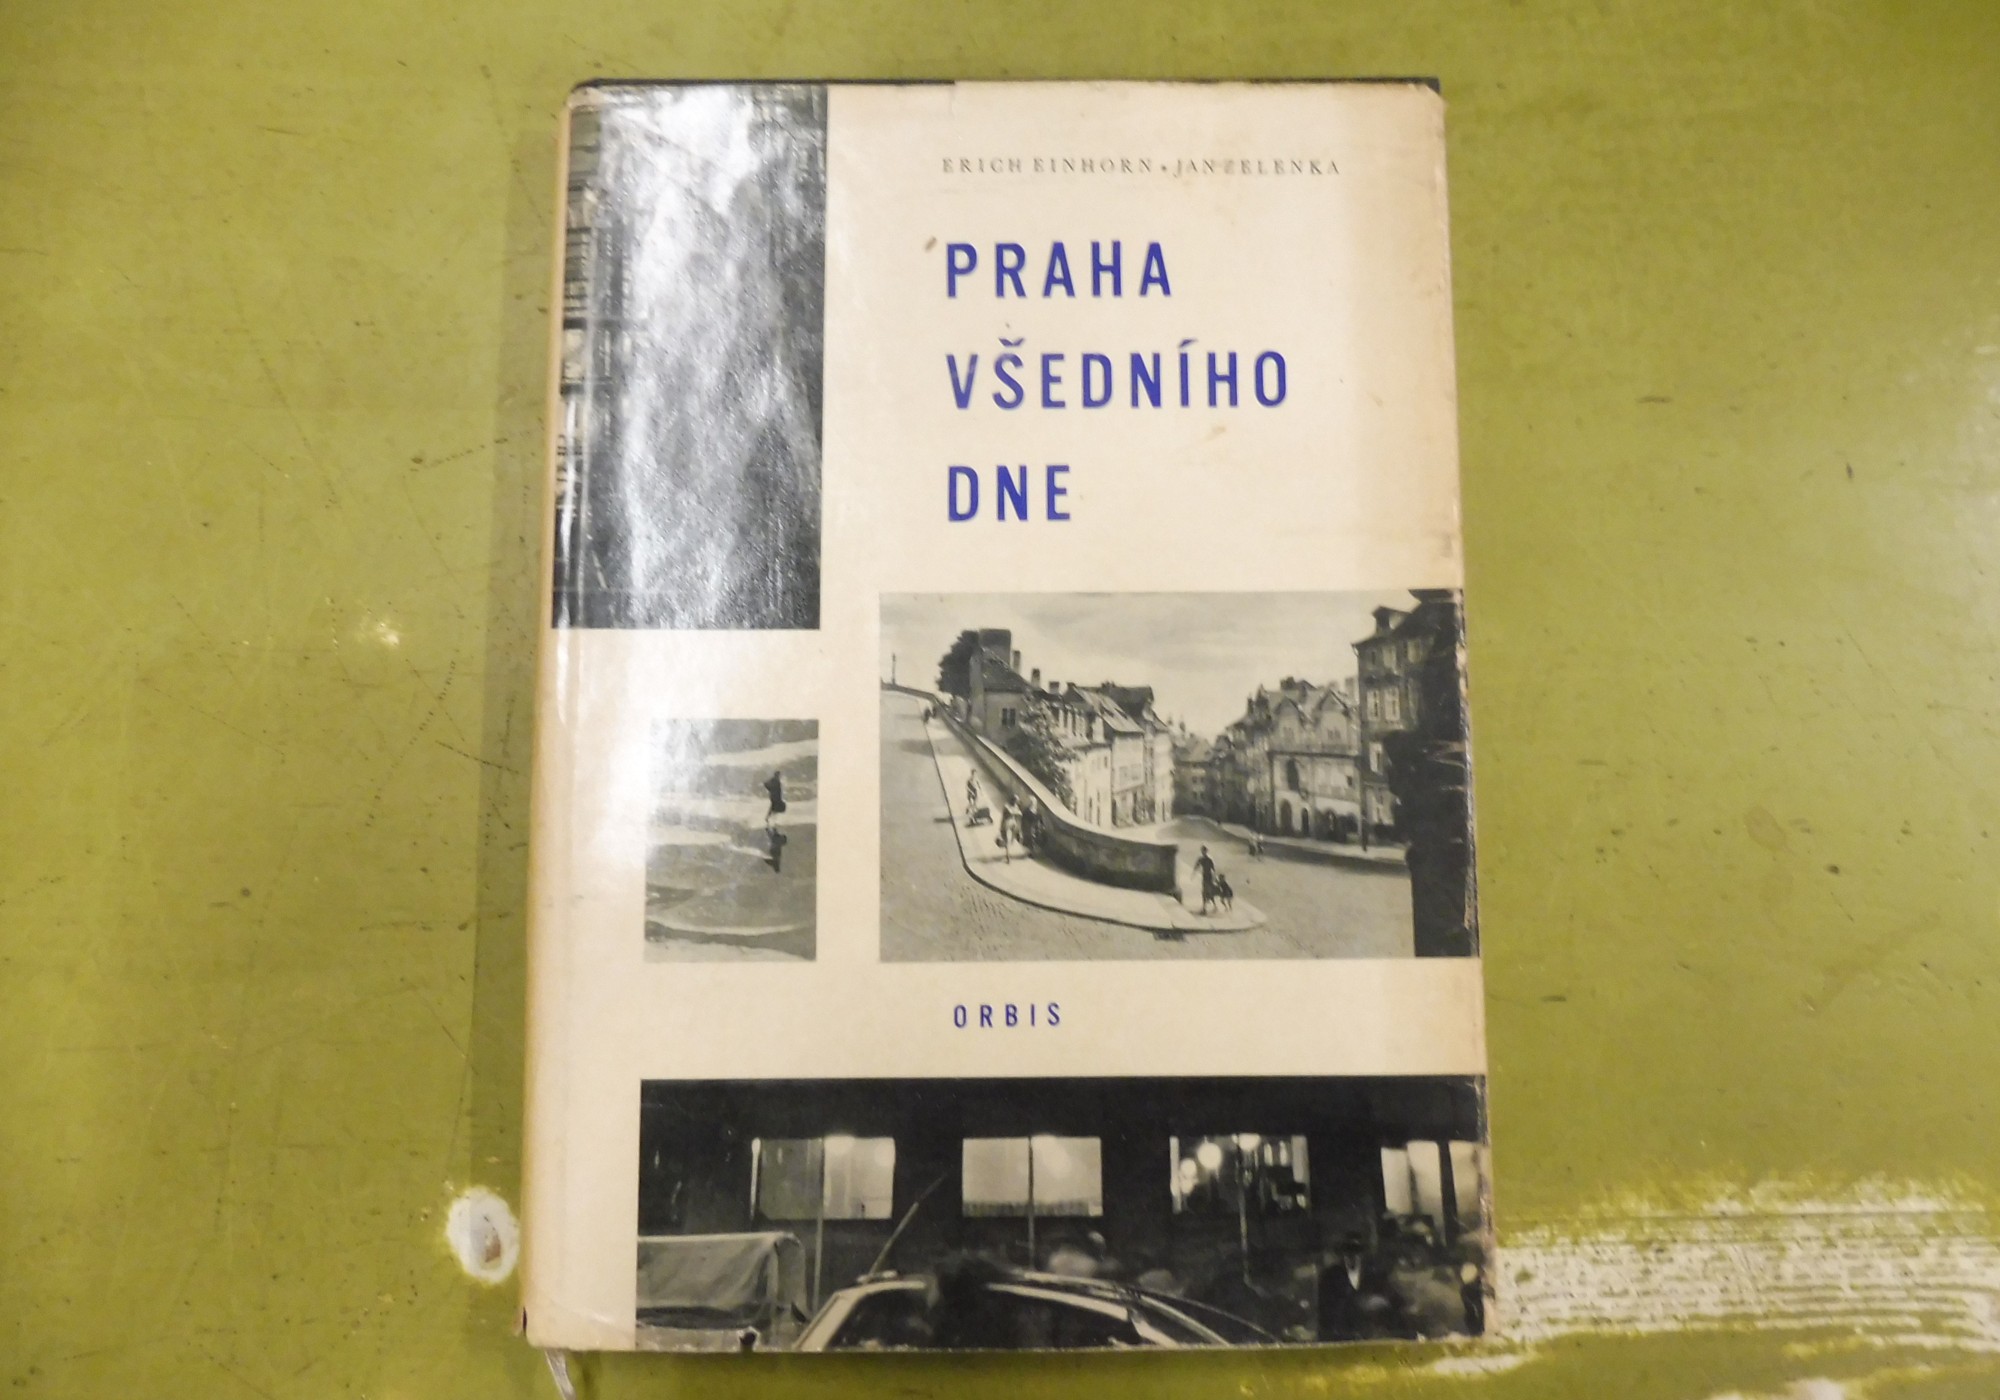 ERICH EINHORN • JAN ZELENKA
PRAHA
VŠEDNÍHO
DNE
ORBIS